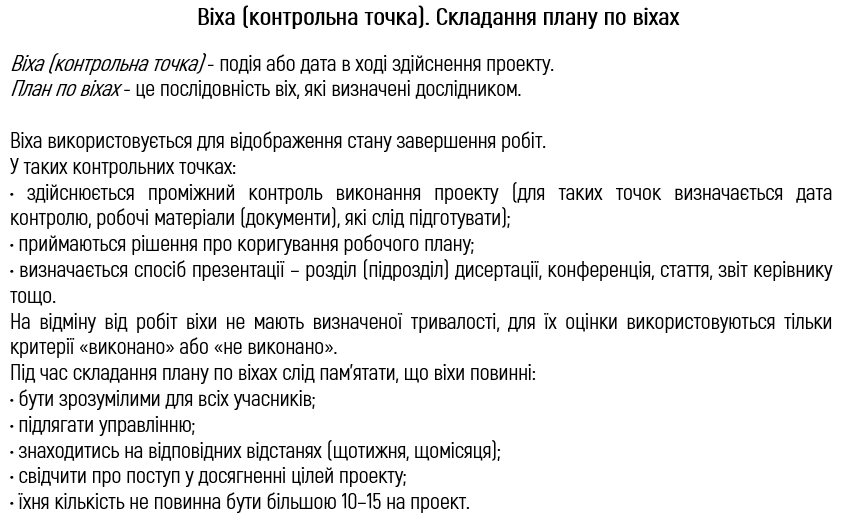 Віха (контрольна точка). Складання плану по віхах
Віха (контрольна точка) - подія або дата в ході здійснення проекту.
План по віхах - це послідовність віх, які визначені дослідником.
Віха використовується для відображення стану завершення робіт.
У таких контрольних точках:
· здійснюється проміжний контроль виконання проекту (для таких точок визначається дата
контролю, робочі матеріали (документи), які слід підготувати);
· приймаються рішення про коригування робочого плану;
· визначається спосіб презентації – розділ (підрозділ) дисертації, конференція, стаття, звіт керівнику
тощо.
На відміну від робіт віхи не мають визначеної тривалості, для їх оцінки використовуються тільки
критерії «виконано» або «не виконано».
Під час складання плану по віхах слід пам'ятати, що віхи повинні:
· бути зрозумілими для всіх учасників;
· підлягати управлінню;
· знаходитись на відповідних відстанях (щотижня, щомісяця);
· свідчити про поступ у досягненні цілей проекту;
· їхня кількість не повинна бути більшою 10–15 на проект.